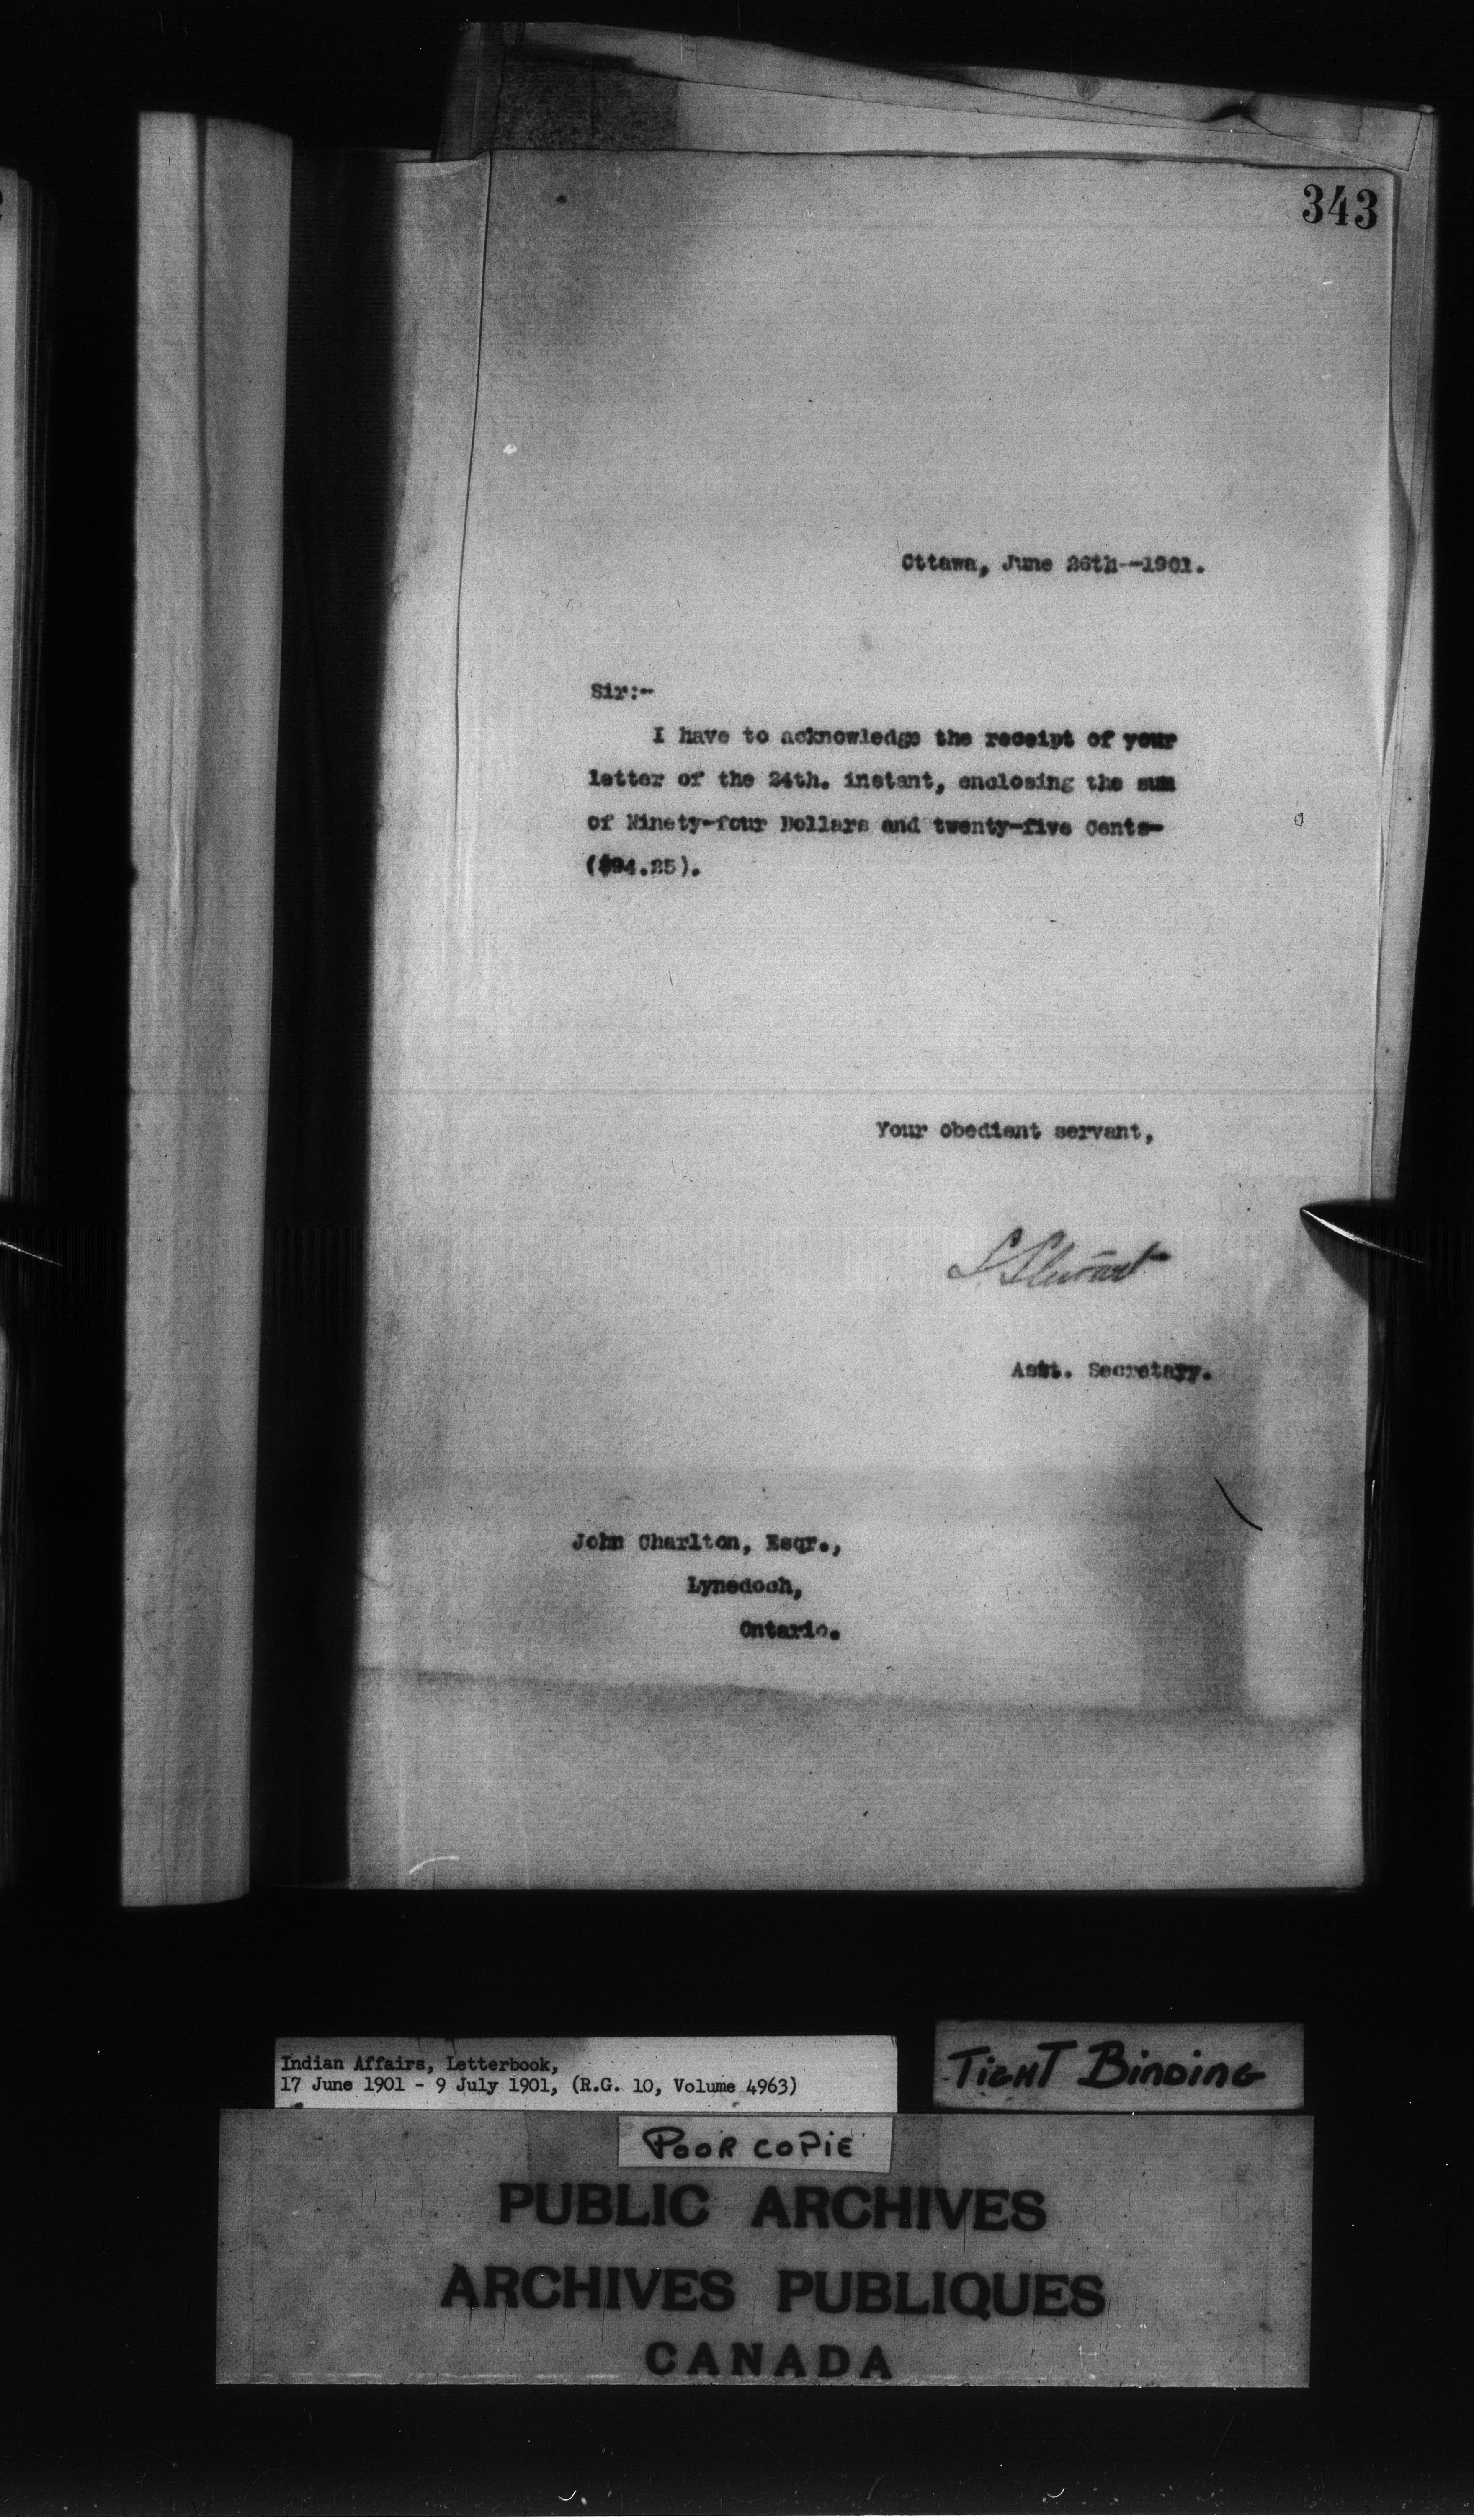 343
Ottawa, June 26th--1901.
Sir:-
I have to acknowledge the receipt of your
letter of the 24th. instant, enclosing the sum
of Ninety-four Dollars and twenty-five Cents-
($94.25).
Your obedient servant,
S. Stewart
Asst. Secretary.
John Charlton, Esqr.,
Lynedoch,
Ontario.
Indian Affairs, Letterbook,
17 June 1901 - 9 July 1901, (R.G. 10, Volume 4963)
TIGHT BINDING
POOR COPIE
PUBLIC ARCHIVES
ARCHIVES PUBLIQUES
CANADA